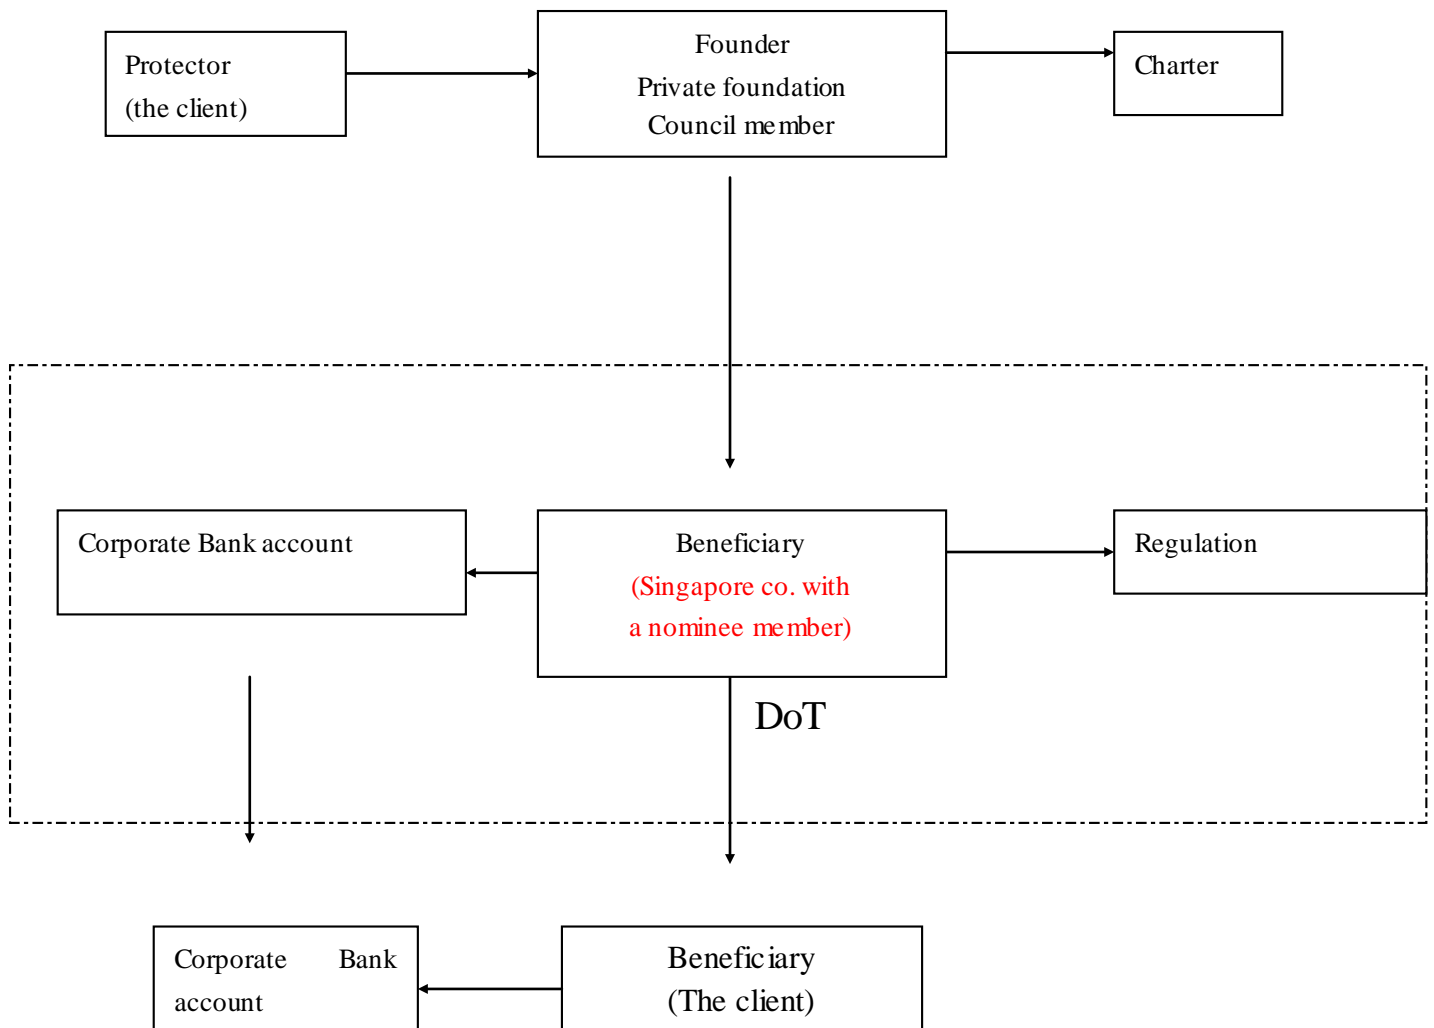 Protector
(the client)
Founder
Private foundation
Council member
Charter
Corporate Bank account
Beneficiary
(Singapore co. with
a nominee member)
Regulation
DoT
Corporate Bank
account
Beneficiary
(The client)